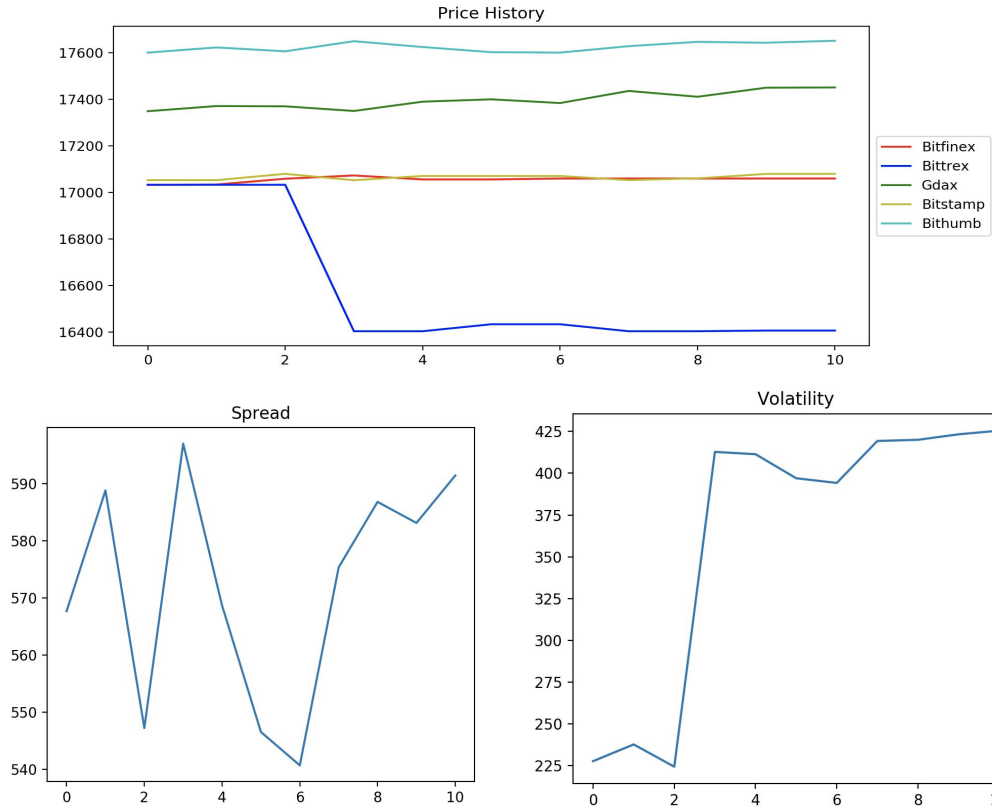 Price History
17600
17400
17200
17000
16800
16600
16400
0 2 4 6 8 10
Bitfinex
Bittrex
Gdax
Bitstamp
Bithumb
Spread
590
580
570
560
550
540
0 2 4 6 8 10
Volatility
425
400
375
350
325
300
275
250
225
0 2 4 6 8 1